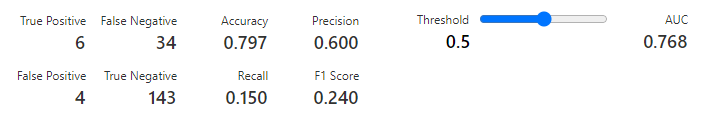 True Positive False Negative Accuracy Precision Threshold AUC
6 34 0.797 0.600 0.5 0.768
False Positive True Negative Recall F1 Score
4 143 0.150 0.240